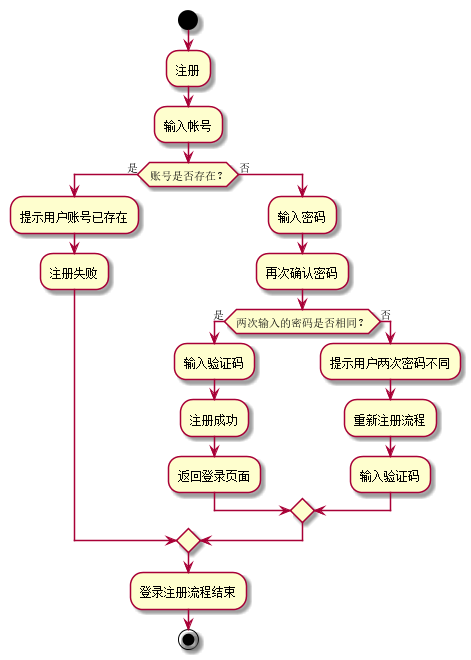 注册
输入帐号
是
账号是否存在？
否
提示用户账号已存在
注册失败
输入密码
再次确认密码
是
两次输入的密码是否相同？
否
输入验证码
注册成功
返回登录页面
提示用户两次密码不同
重新注册流程
输入验证码
登录注册流程结束